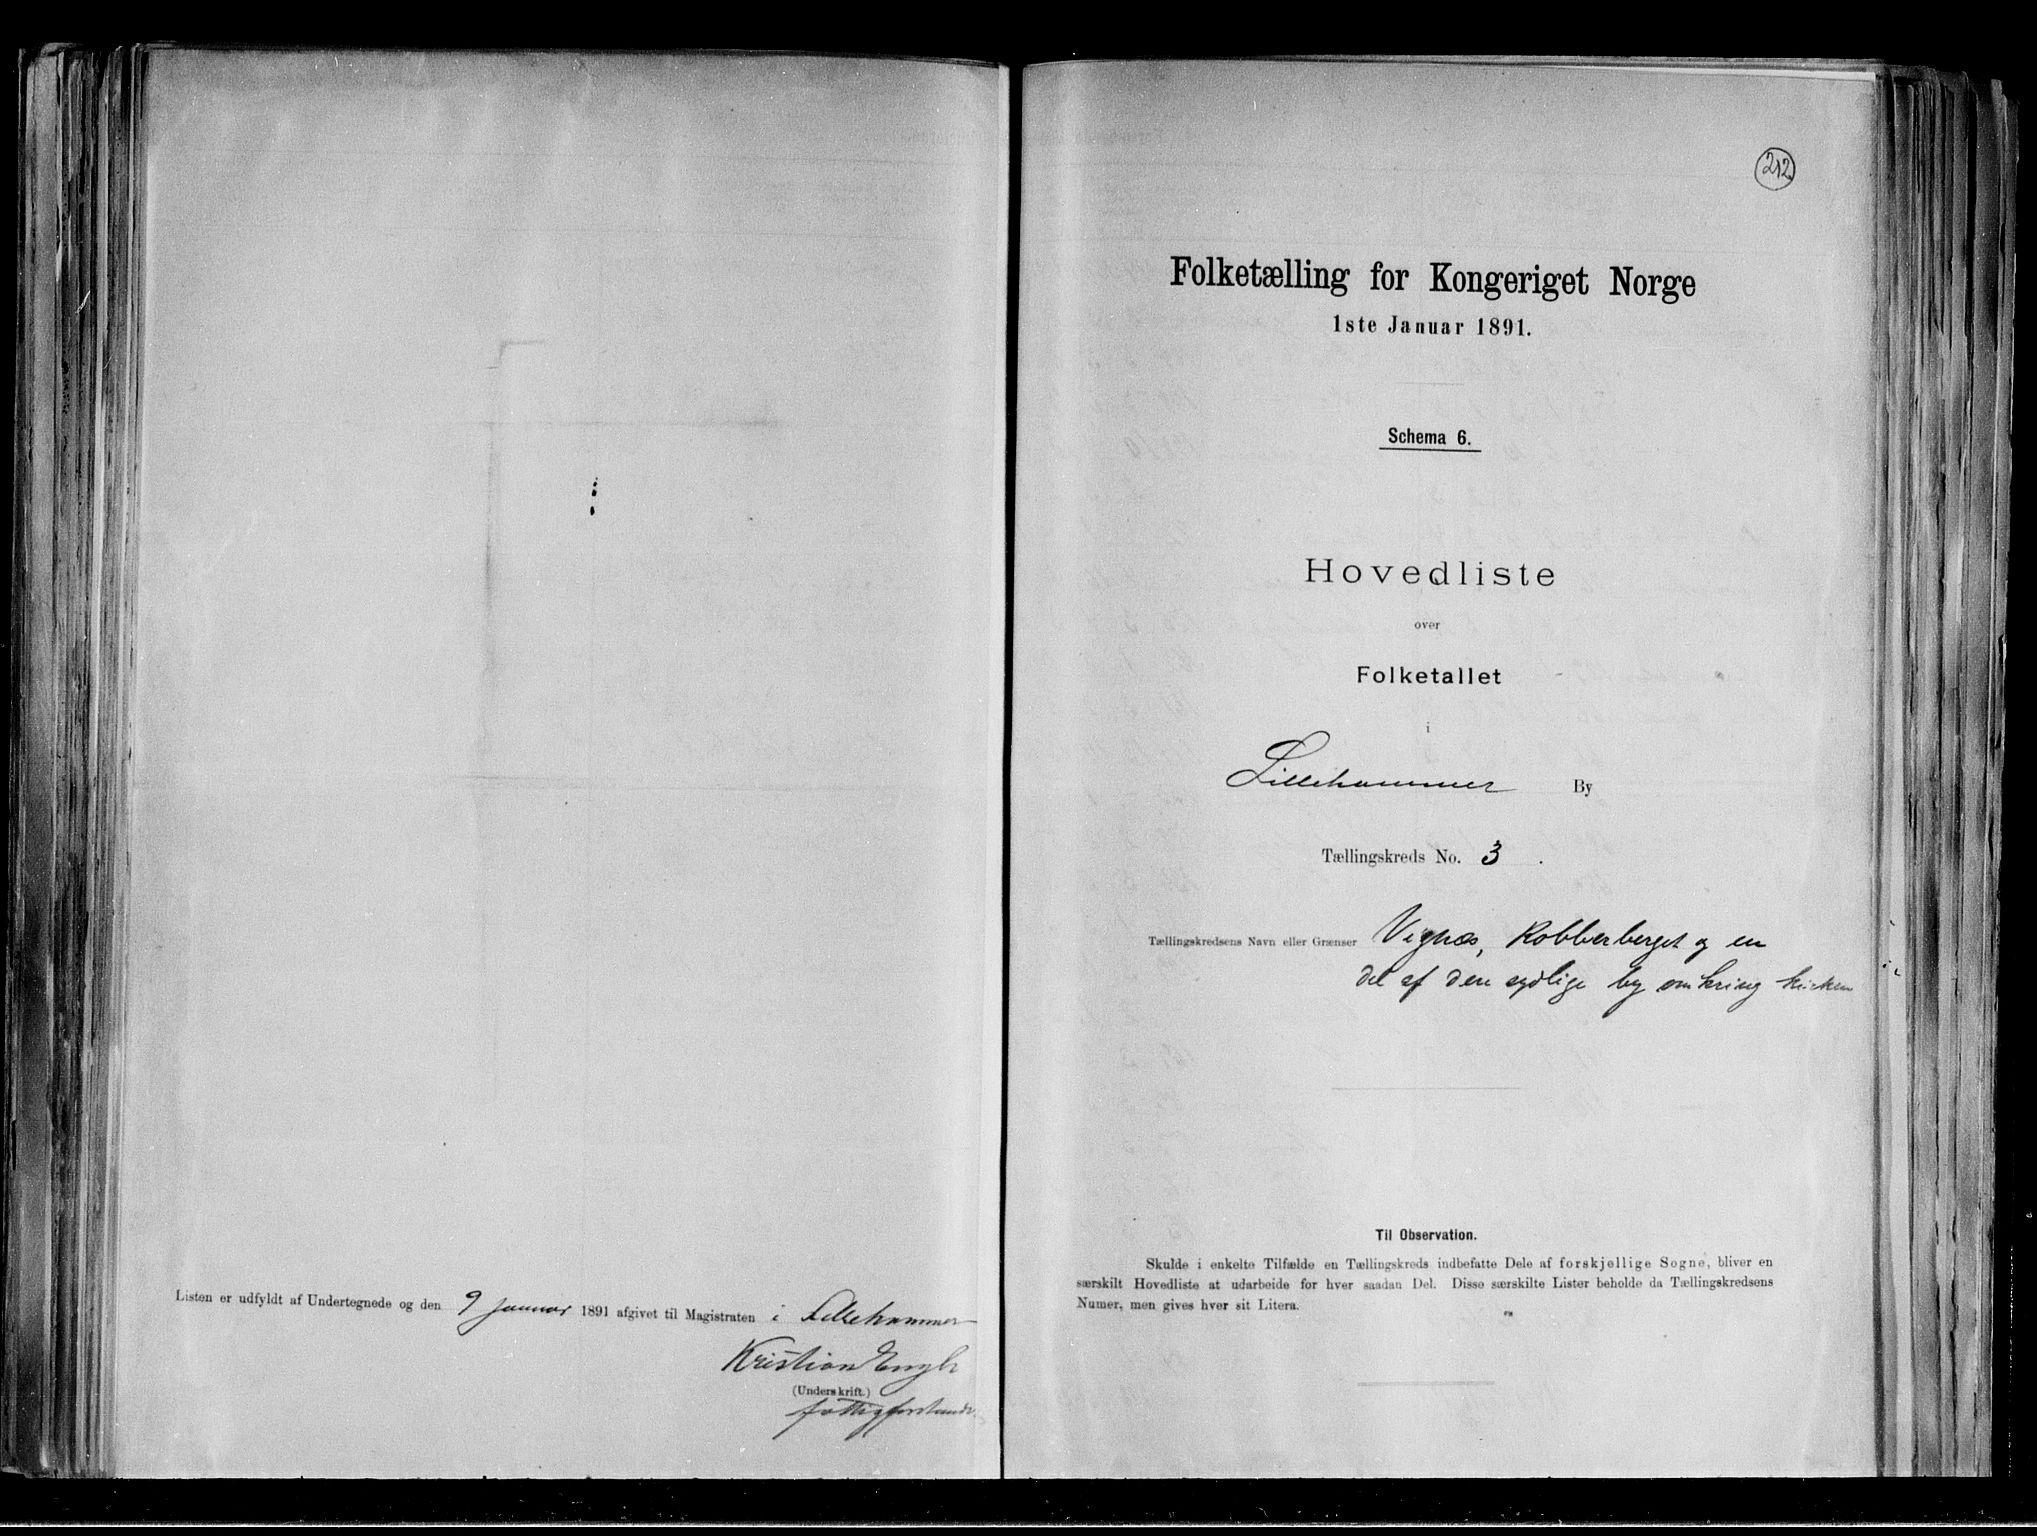 Listen er udfyldt af Undertegnede og den 9 Januar 1891 afgivet til Magistraten i Lillehammer
Kristian Engh
(Underskrift.)
fattigforstander
212
Folketælling for Kongeriget Norge
1ste Januar 1891.
Schema 6.
Hovedliste
over
Folketallet
i
Lillehammer By
Tællingskreds No. 3.
Tællingskredsens Navn eller Grænser Vignæs, Robberberget og en
del af den sydlige by omkring kirken
Til Observation.
Skulde i enkelte Tilfælde en Tællingskreds indbefatte Dele af forskjellige Sogne, bliver en
særskilt Hovedliste at udarbeide for hver saadan Del. Disse særskilte Lister beholde da Tællingskredsens
Numer, men gives hver sit Litera.